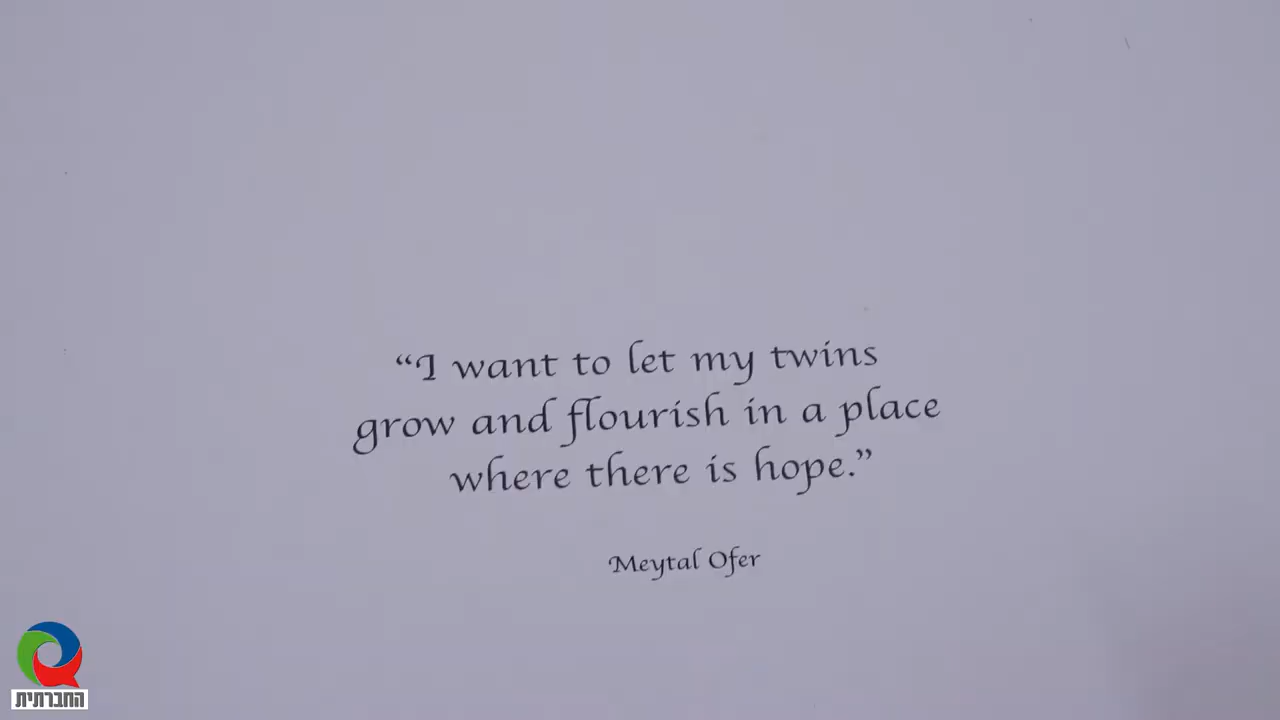 “I want to let my twins
grow and flourish in a place
where there is hope.”
Meytal Ofer
החברתית